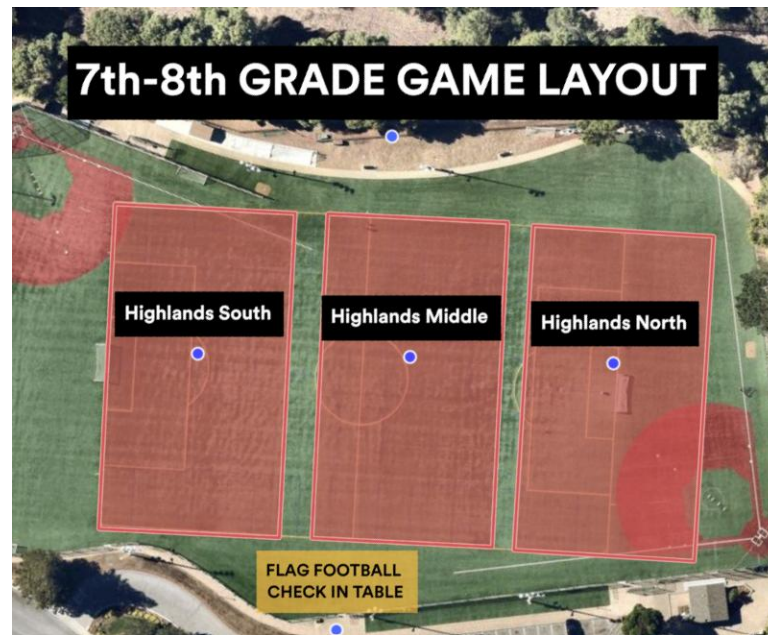 7th-8th GRADE GAME LAYOUT
Highlands South
Highlands Middle
Highlands North
FLAG FOOTBALL
CHECK IN TABLE